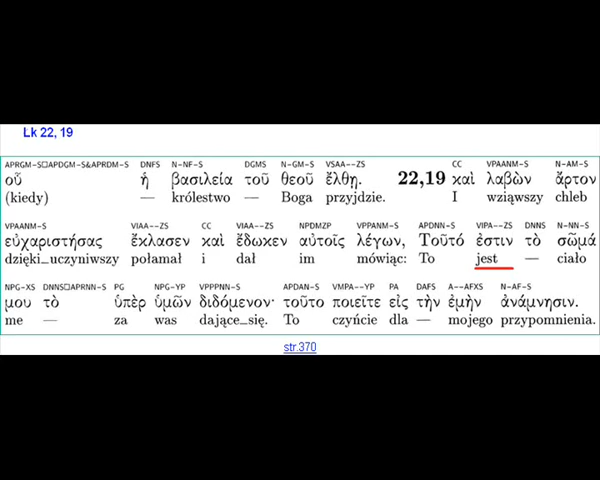 Lk 22, 19
APRGM–S□APDGM–S&APRDM–S DNFS N–NF–S DGMS N–GM–S VSAA––ZS CC VPAANM–S N–AM–S
οὗ ἡ βασιλεία τοῦ θεοῦ ἔλθῃ. 22,19 καὶ λαβὼν ἄρτον
(kiedy) — królestwo — Boga przyjdzie. I wziąwszy chleb
VPAANM–S VIAA––ZS CC VIAA––ZS NPDMZP VPPANM–S APDNN–S VIPA––ZS DNNS N–NN–S
εὐχαριστήσας ἔκλασεν καὶ ἔδωκεν αὐτοῖς λέγων, Τοῦτό ἐστιν τὸ σῶμά
dzięki_uczyniwszy połamał i dał im mówiąc: To jest — ciało
NPG–XS DNNS□APRNN–S PG NPG–YP VPPPNN–S APDAN–S VMPA––YP PA DAFS A––AFXS N–AF–S
μου τὸ ὑπὲρ ὑμῶν διδόμενον· τοῦτο ποιεῖτε εἰς τὴν ἐμὴν ἀνάμνησιν.
me — za was dające_się. To czyńcie dla — mojego przypomnienia.
str.370